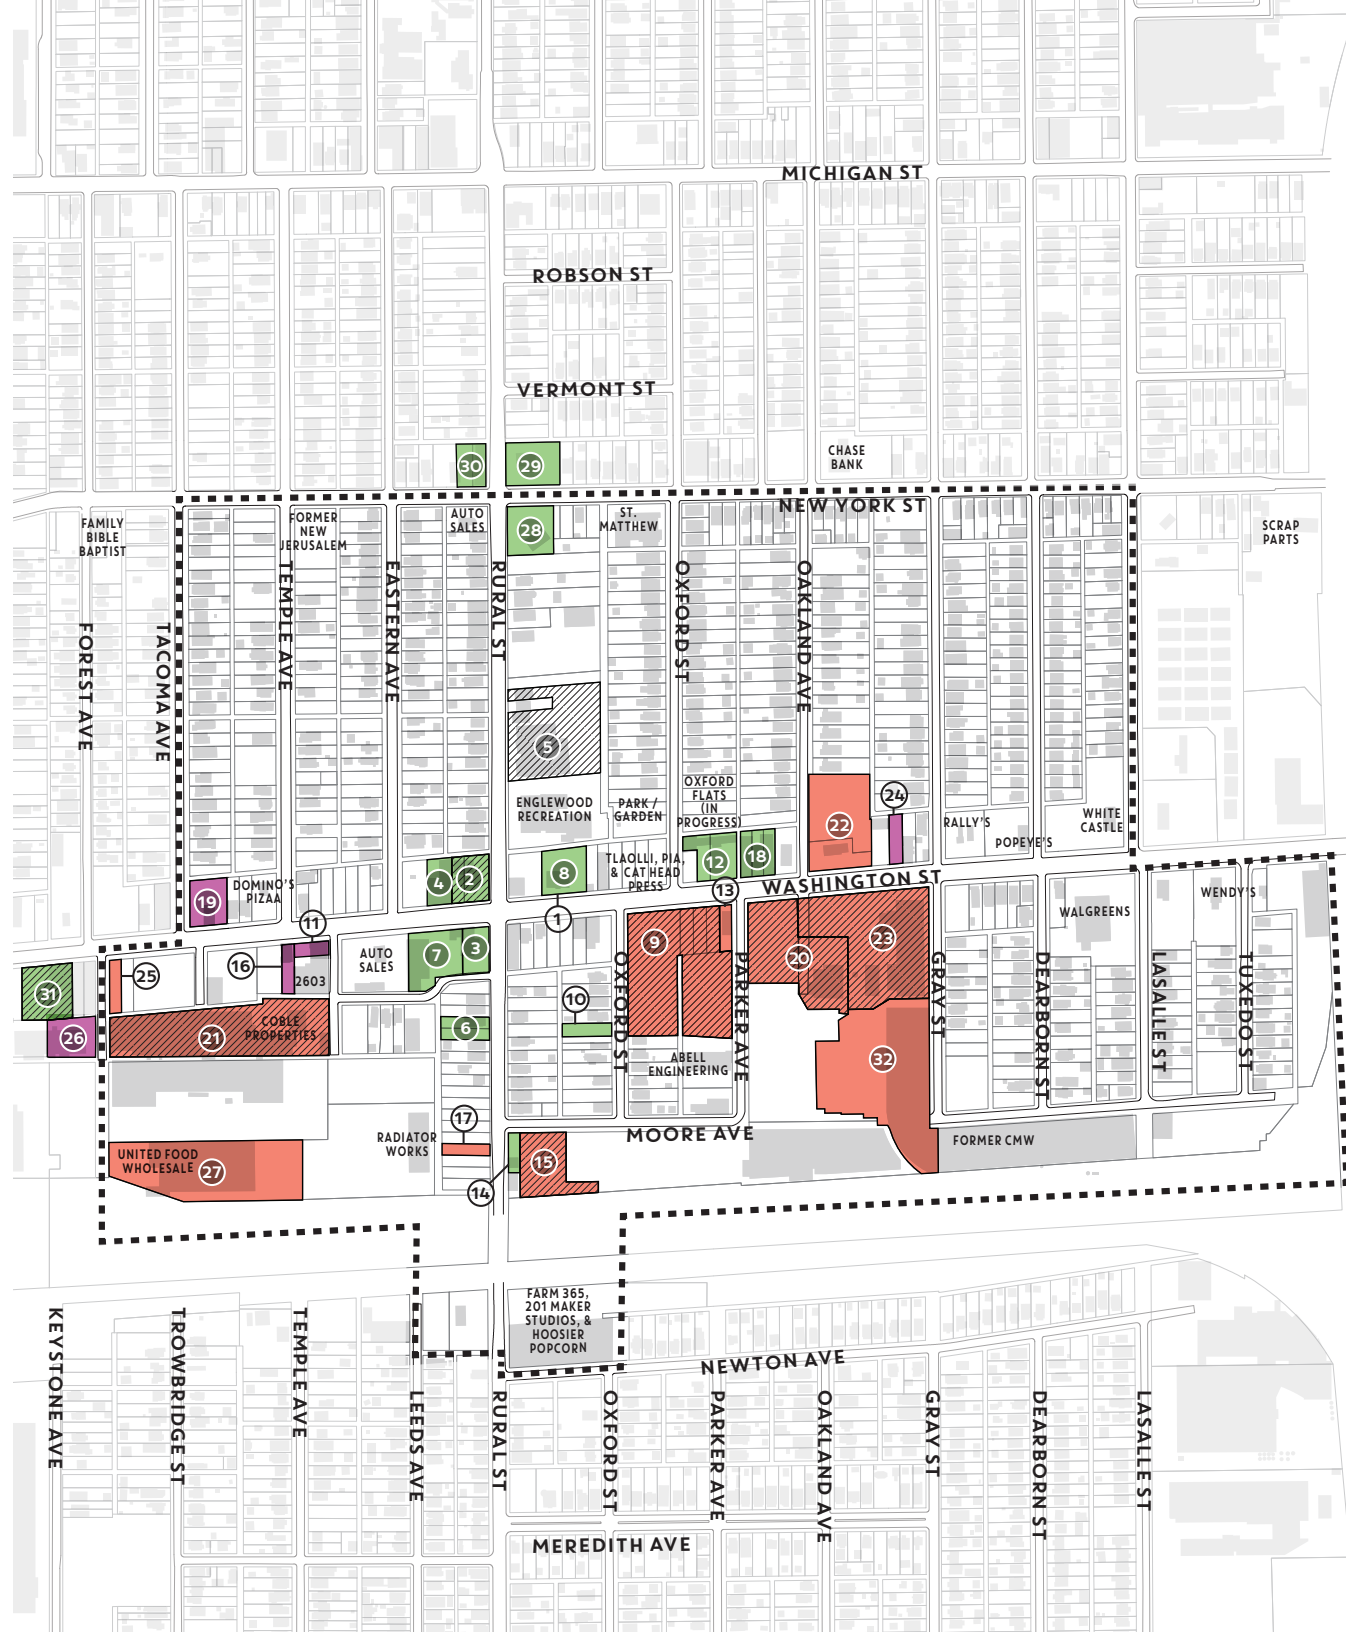 MICHIGAN ST
ROBSON ST
VERMONT ST
CHASE
BANK
30
29
NEW YORK ST
FAMILY
BIBLE
BAPTIST
FORMER
NEW
JERUSALEM
AUTO
SALES
28
ST.
MATTHEW
SCRAP
PARTS
FOREST AVE
TACOMA AVE
TEMPLE AVE
EASTERN AVE
RURAL ST
OXFORD ST
OAKLAND AVE
5
ENGLEWOOD
RECREATION
PARK /
GARDEN
OXFORD
FLATS
(IN
PROGRESS)
22
24
RALLY'S
POPEYE'S
WHITE
CASTLE
19
DOMINO'S
PIZAA
4
2
8
TLAOLLI, PIA,
& CAT HEAD
PRESS
12
18
13
WASHINGTON ST
WALGREENS
WENDY'S
11
1
16
2603
AUTO
SALES
7
3
9
20
23
25
31
26
21
COBLE
PROPERTIES
6
10
OXFORD ST
PARKER AVE
GRAY ST
DEARBORN ST
LASALLE ST
TUXEDO ST
ABELL
ENGINEERING
32
17
RADIATOR
WORKS
MOORE AVE
FORMER CMW
UNITED FOOD
WHOLESALE
27
15
14
FARM 365,
201 MAKER
STUDIOS, &
HOOSIER
POPCORN
KEYSTONE AVE
TROWBRIDGE ST
TEMPLE AVE
LEEDS AVE
RURAL ST
OXFORD ST
PARKER AVE
OAKLAND AVE
GRAY ST
DEARBORN ST
LASALLE ST
NEWTON AVE
MEREDITH AVE